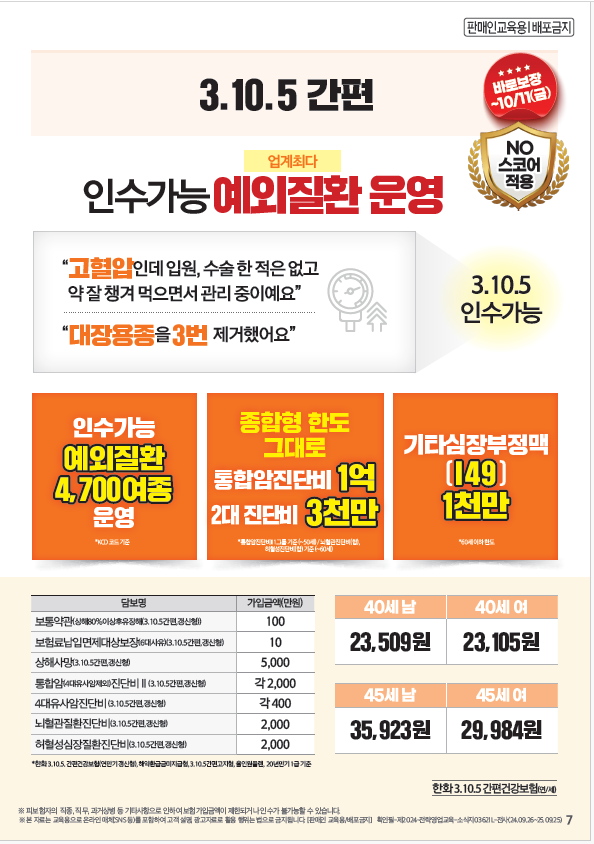 판매인교육용 | 배포금지
3.10.5 간편
바로보장
~10/11(금)
NO
스코어
적용
업계최다
인수가능 예외질환 운영
“고혈압인데 입원, 수술 한 적은 없고
약 잘 챙겨 먹으면서 관리 중이예요”
“대장용종을 3번 제거했어요”
3.10.5
인수가능
인수가능
예외질환
4,700여종
운영
*KCD 코드 기준
종합형 한도
그대로
통합암진단비 1억
2대 진단비 3천만
*통합암진단비II 1그룹 기준 (~50세) / 뇌혈관진단비(합),
허혈성진단비(합) 기준 (~60세)
기타심장부정맥
(I49)
1천만
*60세 이하 한도
담보명 가입금액(만원)
보통약관(상해80%이상후유장해(3.10.5간편,갱신형)) 100
보험료납입면제대상보장(6대사유)(3.10.5간편,갱신형) 10
상해사망(3.10.5간편,갱신형) 5,000
통합암(4대유사암제외)진단비Ⅱ(3.10.5간편,갱신형) 각 2,000
4대유사암진단비(3.10.5간편,갱신형) 각 400
뇌혈관질환진단비(3.10.5간편,갱신형) 2,000
허혈성심장질환진단비(3.10.5간편,갱신형) 2,000
40세 남 40세 여
23,509원 23,105원
45세 남 45세 여
35,923원 29,984원
*한화 3.10.5. 간편건강보험(연만기 갱신형), 해약환급금미지급형, 3.10.5간편고지형, 올인원플랜, 20년만기 1급 기준
한화 3.10.5 간편건강보험(연/세)
※ 피보험자의 직종, 직무, 과거상병 등 기타사항으로 인하여 보험가입금액이 제한되거나 인수가 불가능할 수 있습니다.
※ 본 자료는 교육용으로 온라인 매체(SNS 등)를 포함하여 고객 설명, 광고자료로 활용 행위는 법으로 금지됩니다. [판매인 교육용/배포금지] 확인필-제2024-전략영업교육-소식지0362IL-전사(24.09.26~25.09.25) 7